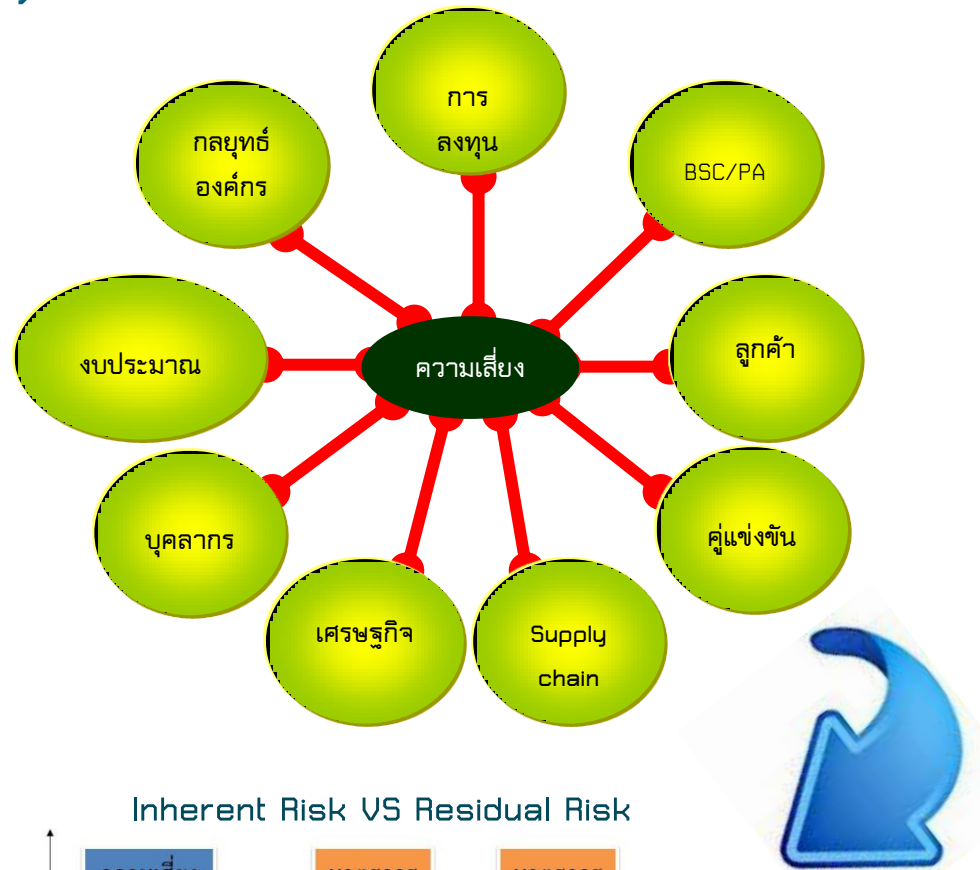 การ
ลงทุน
กลยุทธ์
องค์กร
BSC/PA
งบประมาณ
ความเสี่ยง
ลูกค้า
บุคลากร
คู่แข่งขัน
เศรษฐกิจ
Supply
chain
Inherent Risk VS Residual Risk